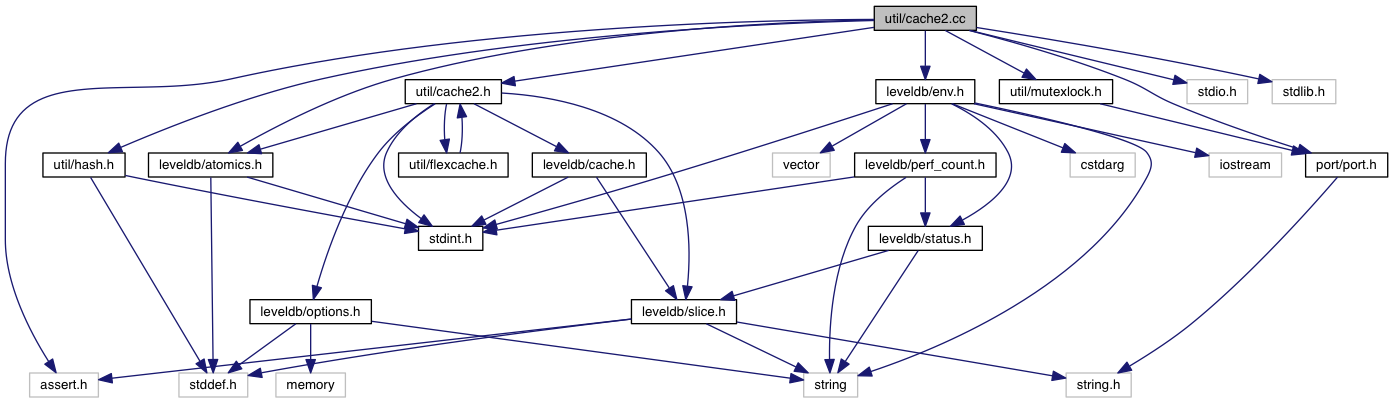 util/cache2.cc
util/cache2.h
leveldb/env.h
util/mutexlock.h
stdio.h
stdlib.h
util/hash.h
leveldb/atomics.h
util/flexcache.h
leveldb/cache.h
vector
leveldb/perf_count.h
cstdarg
iostream
port/port.h
stdint.h
leveldb/status.h
leveldb/options.h
leveldb/slice.h
assert.h
stddef.h
memory
string
string.h